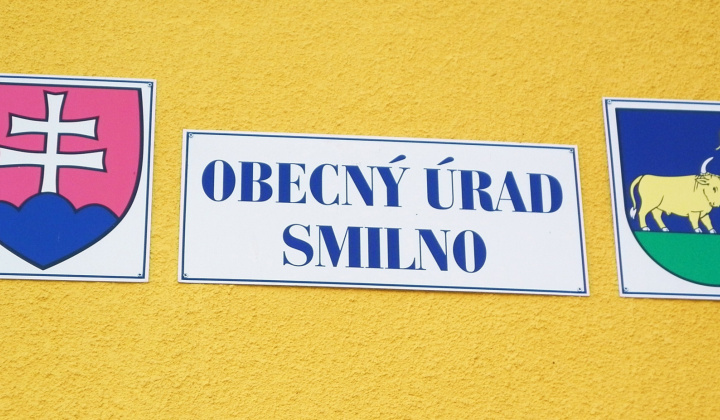 OBECNÝ ÚRAD
SMILNO